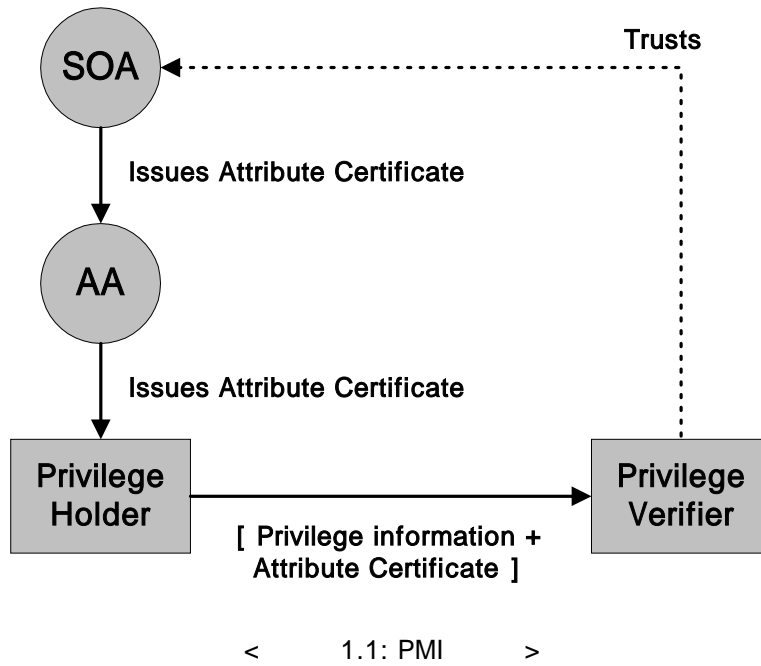 Trusts
SOA
Issues Attribute Certificate
AA
Issues Attribute Certificate
Privilege
Holder
Privilege
Verifier
[ Privilege information +
Attribute Certificate ]
< 1.1: PMI >